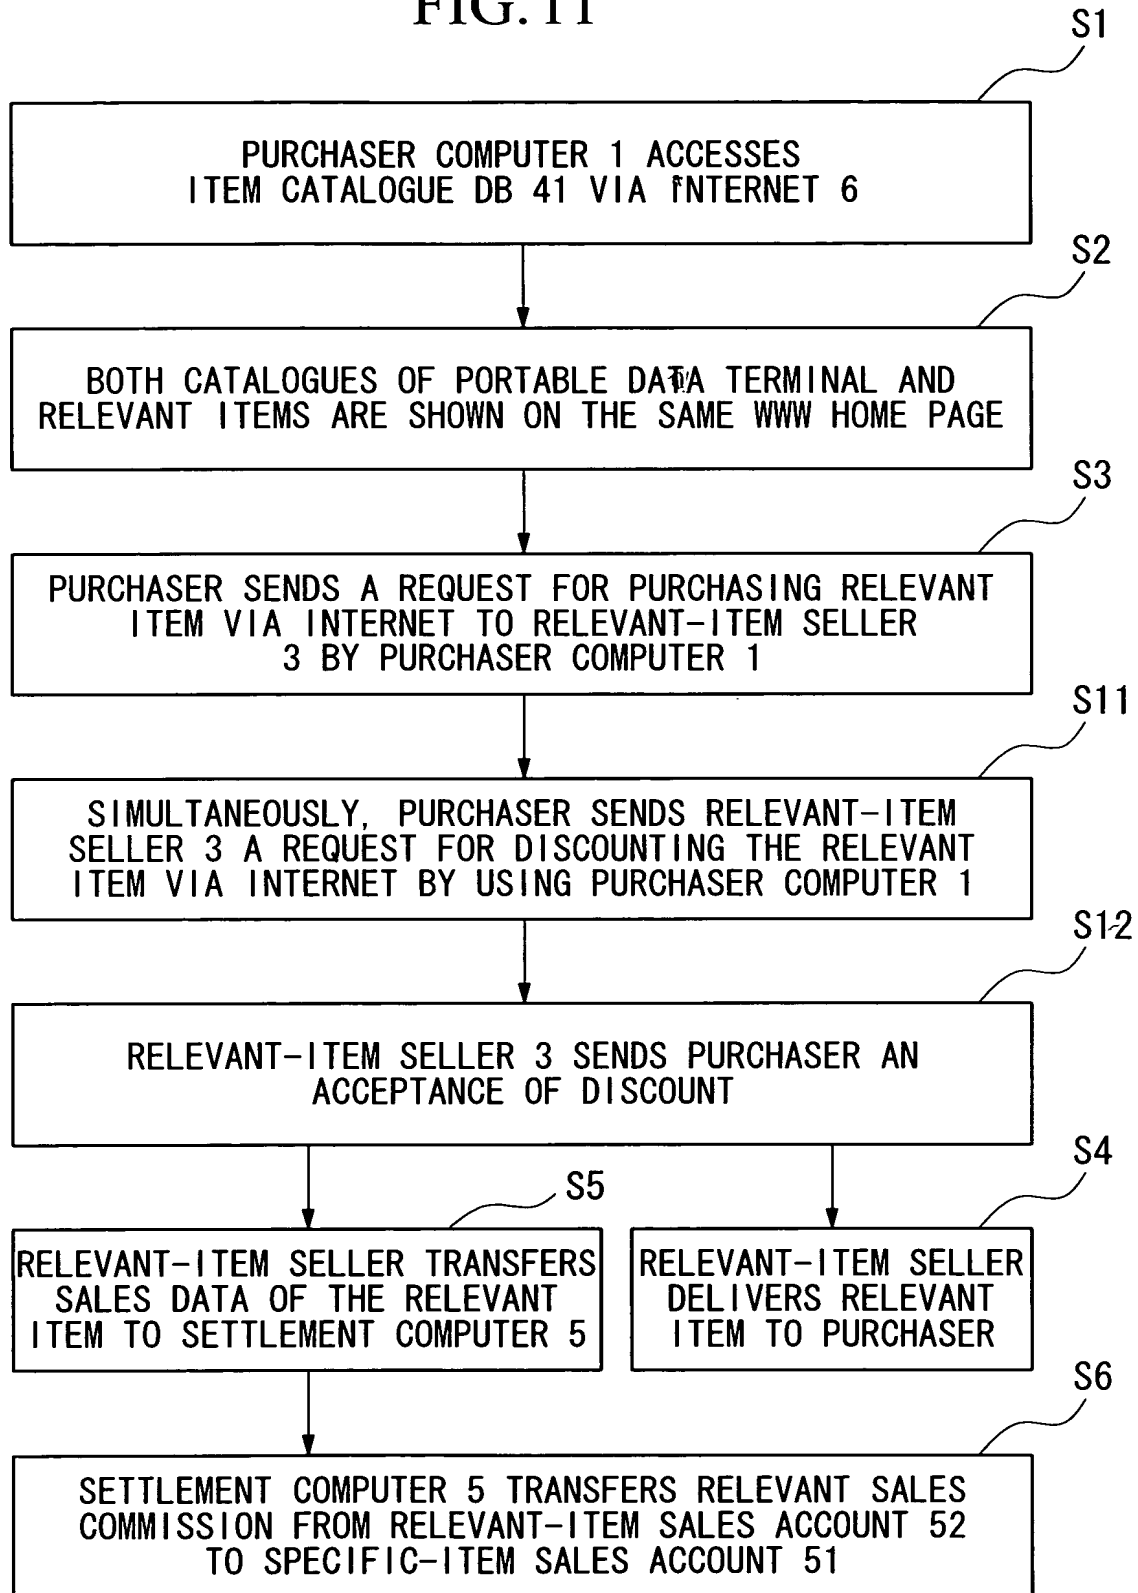 FIG. 11
S1
PURCHASER COMPUTER 1 ACCESSES
ITEM CATALOGUE DB 41 VIA INTERNET 6
S2
BOTH CATALOGUES OF PORTABLE DATA TERMINAL AND
RELEVANT ITEMS ARE SHOWN ON THE SAME WWW HOME PAGE
S3
PURCHASER SENDS A REQUEST FOR PURCHASING RELEVANT
ITEM VIA INTERNET TO RELEVANT-ITEM SELLER
3 BY PURCHASER COMPUTER 1
S11
SIMULTANEOUSLY, PURCHASER SENDS RELEVANT-ITEM
SELLER 3 A REQUEST FOR DISCOUNTING THE RELEVANT
ITEM VIA INTERNET BY USING PURCHASER COMPUTER 1
S12
RELEVANT-ITEM SELLER 3 SENDS PURCHASER AN
ACCEPTANCE OF DISCOUNT
S5
RELEVANT-ITEM SELLER TRANSFERS
SALES DATA OF THE RELEVANT
ITEM TO SETTLEMENT COMPUTER 5
S4
RELEVANT-ITEM SELLER
DELIVERS RELEVANT
ITEM TO PURCHASER
S6
SETTLEMENT COMPUTER 5 TRANSFERS RELEVANT SALES
COMMISSION FROM RELEVANT-ITEM SALES ACCOUNT 52
TO SPECIFIC-ITEM SALES ACCOUNT 51